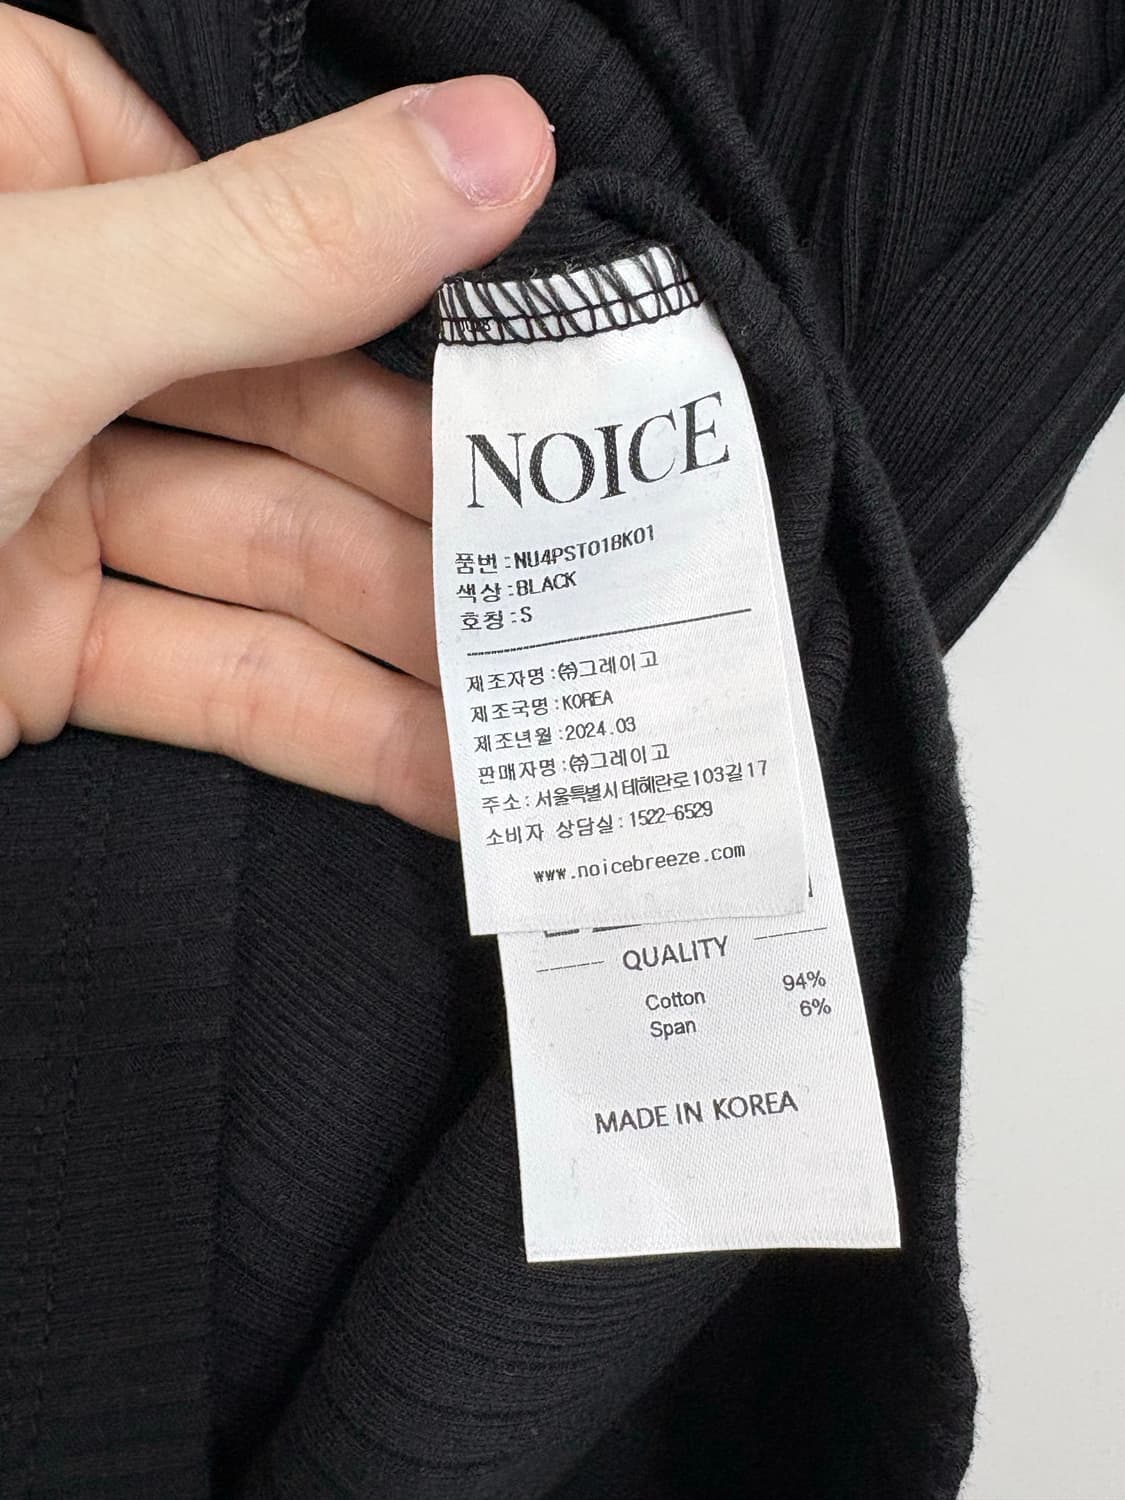 NOICE
품번 : NU4PST01BK01
색상 : BLACK
호칭 : S
제조자명 : ㈜그레이고
제조국명 : KOREA
제조년월 : 2024.03
판매자명 : ㈜그레이고
주소 : 서울특별시 테헤란로103길 17
소비자 상담실 : 1522-6529
www.noicebreeze.com
QUALITY
Cotton 94%
Span 6%
MADE IN KOREA